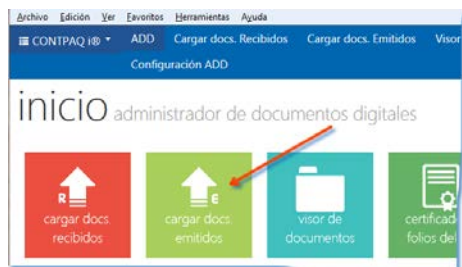 Archivo Edición Ver Favoritos Herramientas Ayuda
CONTPAQ i® ADD Cargar docs. Recibidos Cargar docs. Emitidos Visor
Configuración ADD
inicio administrador de documentos digitales
R E
cargar docs. cargar docs. visor de certificad
recibidos emitidos documentos folios del